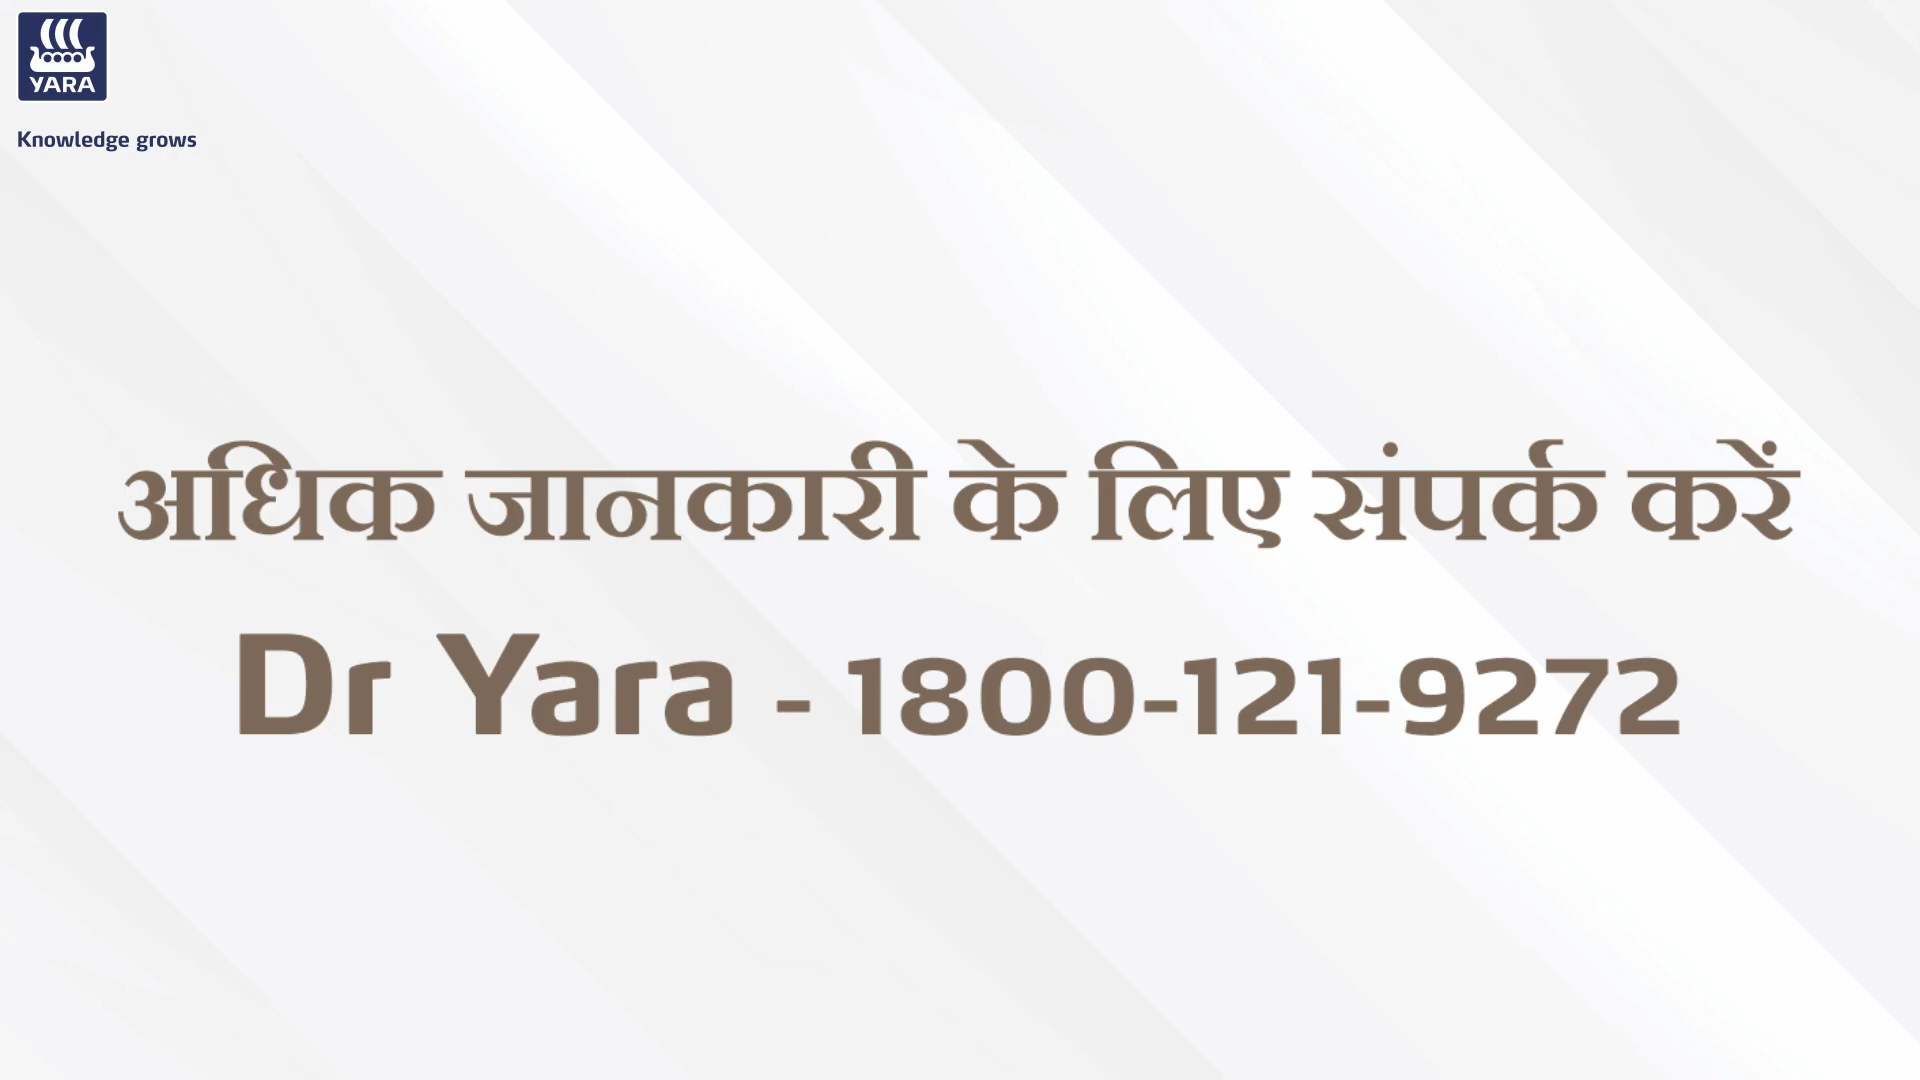 YARA
Knowledge grows
अधिक जानकारी के लिए संपर्क करें
Dr Yara - 1800-121-9272